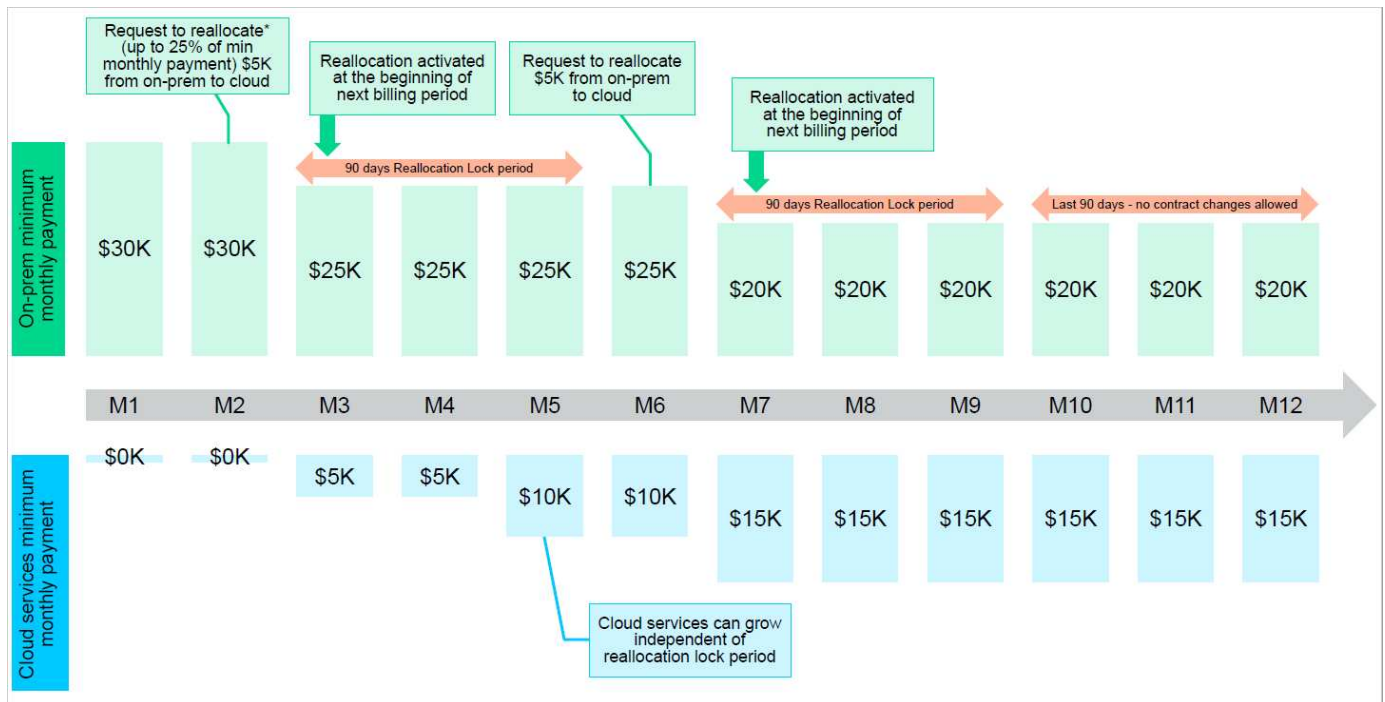 Request to reallocate*
(up to 25% of min
monthly payment) $5K
from on-prem to cloud
Reallocation activated
at the beginning of
next billing period
Request to reallocate
$5K from on-prem
to cloud
Reallocation activated
at the beginning of
next billing period
90 days Reallocation Lock period
90 days Reallocation Lock period
Last 90 days - no contract changes allowed
On-prem minimum
monthly payment
$30K $30K $25K $25K $25K $25K $20K $20K $20K $20K $20K $20K
M1 M2 M3 M4 M5 M6 M7 M8 M9 M10 M11 M12
Cloud services minimum
monthly payment
$0K $0K $5K $5K $10K $10K $15K $15K $15K $15K $15K $15K
Cloud services can grow
independent of
reallocation lock period